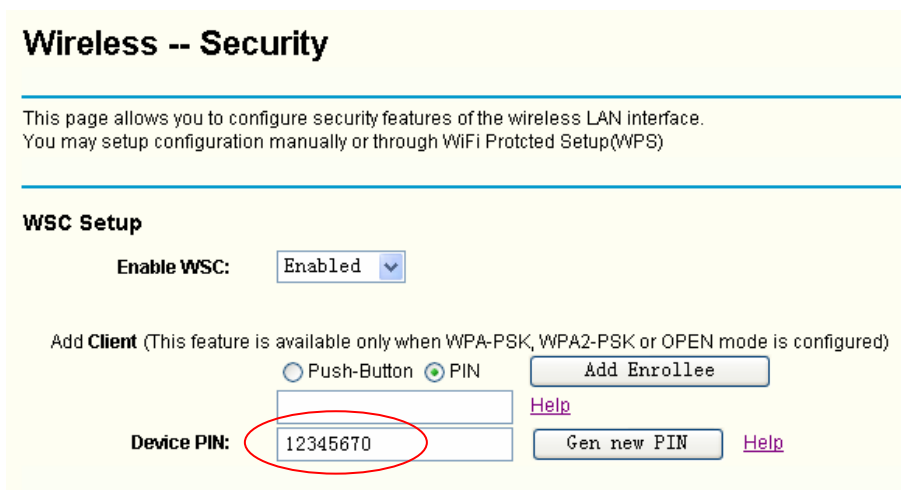 Wireless -- Security
This page allows you to configure security features of the wireless LAN interface.
You may setup configuration manually or through WiFi Protcted Setup(WPS)
WSC Setup
Enable WSC: Enabled
Add Client (This feature is available only when WPA-PSK, WPA2-PSK or OPEN mode is configured)
Push-Button PIN Add Enrollee
Help
Device PIN: 12345670 Gen new PIN Help